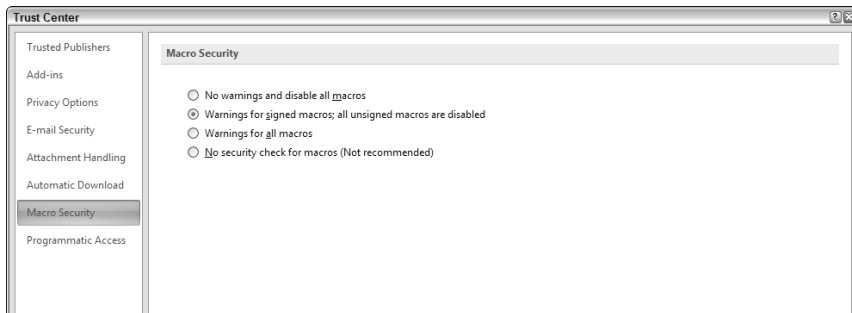 Trust Center
Trusted Publishers
Add-ins
Privacy Options
E-mail Security
Attachment Handling
Automatic Download
Macro Security
Programmatic Access
Macro Security
No warnings and disable all macros
Warnings for signed macros; all unsigned macros are disabled
Warnings for all macros
No security check for macros (Not recommended)